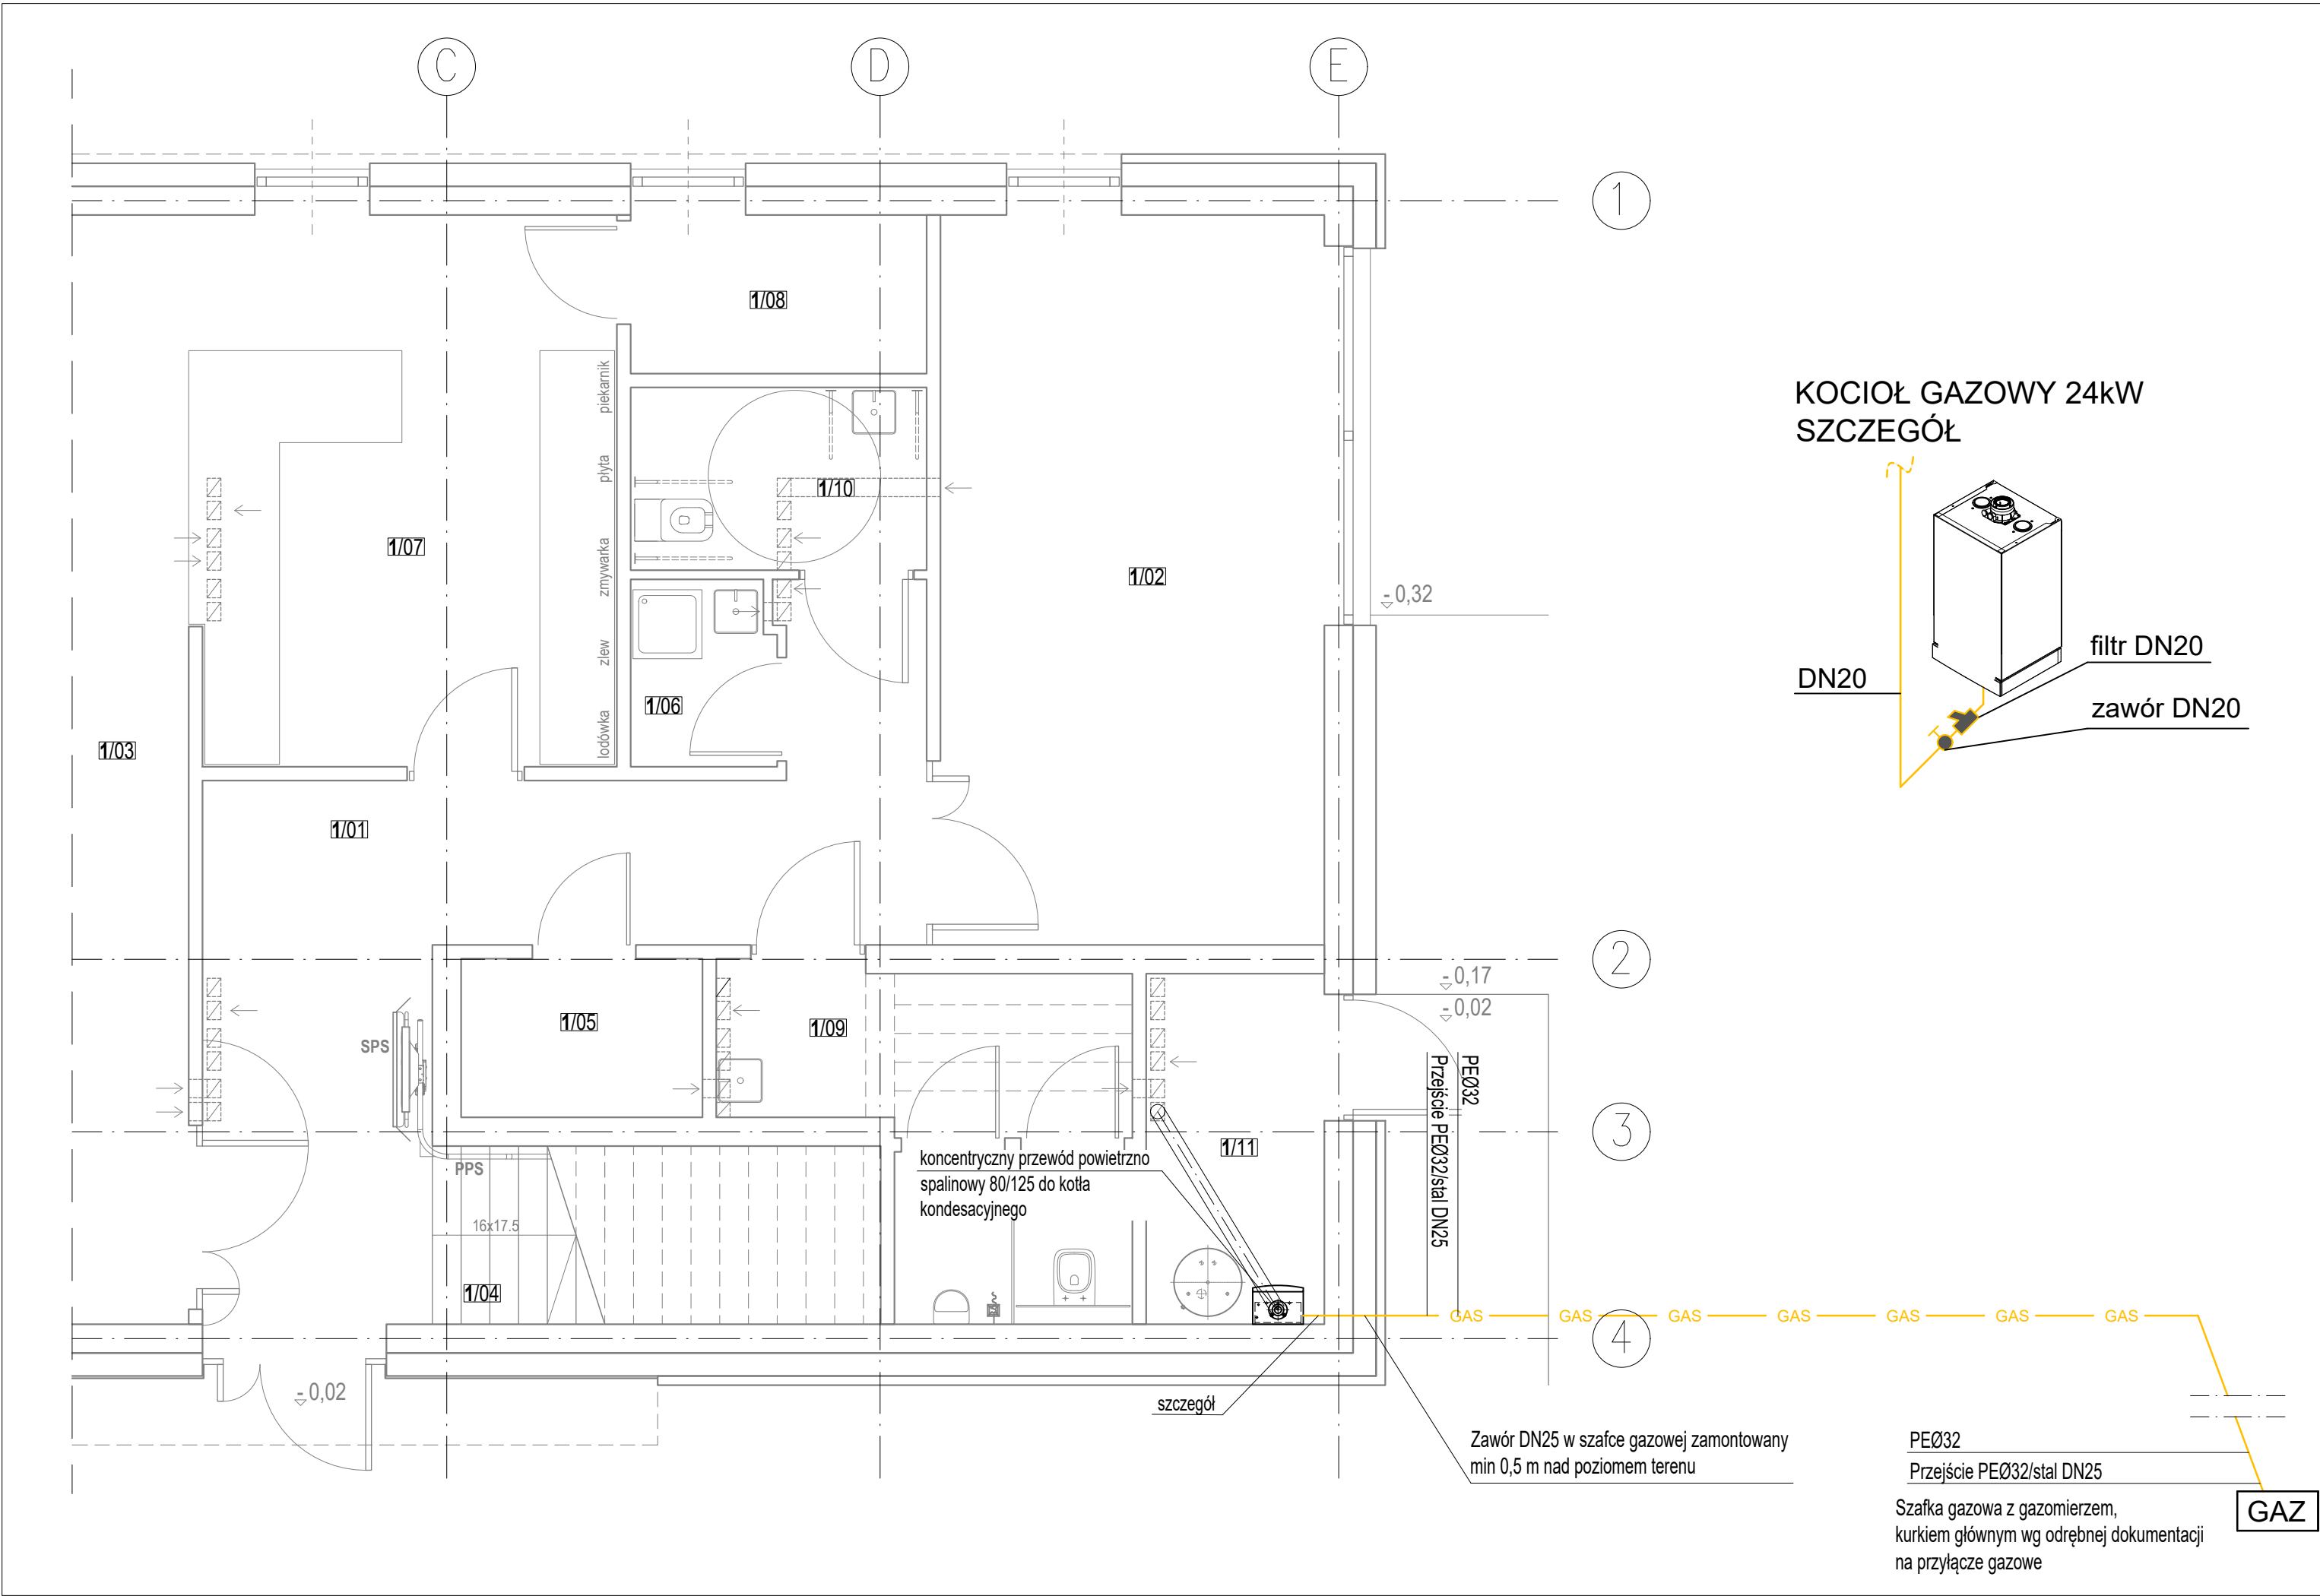 C
D
E
1
1/08
piekarnik
płyta
zmywarka
zlew
lodówka
1/10
1/07
1/02
- 0,32
1/06
1/03
1/01
KOCIOŁ GAZOWY 24kW
SZCZEGÓŁ
DN20
filtr DN20
zawór DN20
2
- 0,17
- 0,02
1/05
1/09
SPS
PEØ32
Przejście PEØ32/stal DN25
3
1/11
PPS
koncentryczny przewód powietrzno
spalinowy 80/125 do kotła
kondesacyjnego
16x17.5
1/04
GAS GAS GAS GAS GAS GAS GAS
4
- 0,02
szczegół
Zawór DN25 w szafce gazowej zamontowany
min 0,5 m nad poziomem terenu
PEØ32
Przejście PEØ32/stal DN25
Szafka gazowa z gazomierzem,
kurkiem głównym wg odrębnej dokumentacji
na przyłącze gazowe
GAZ